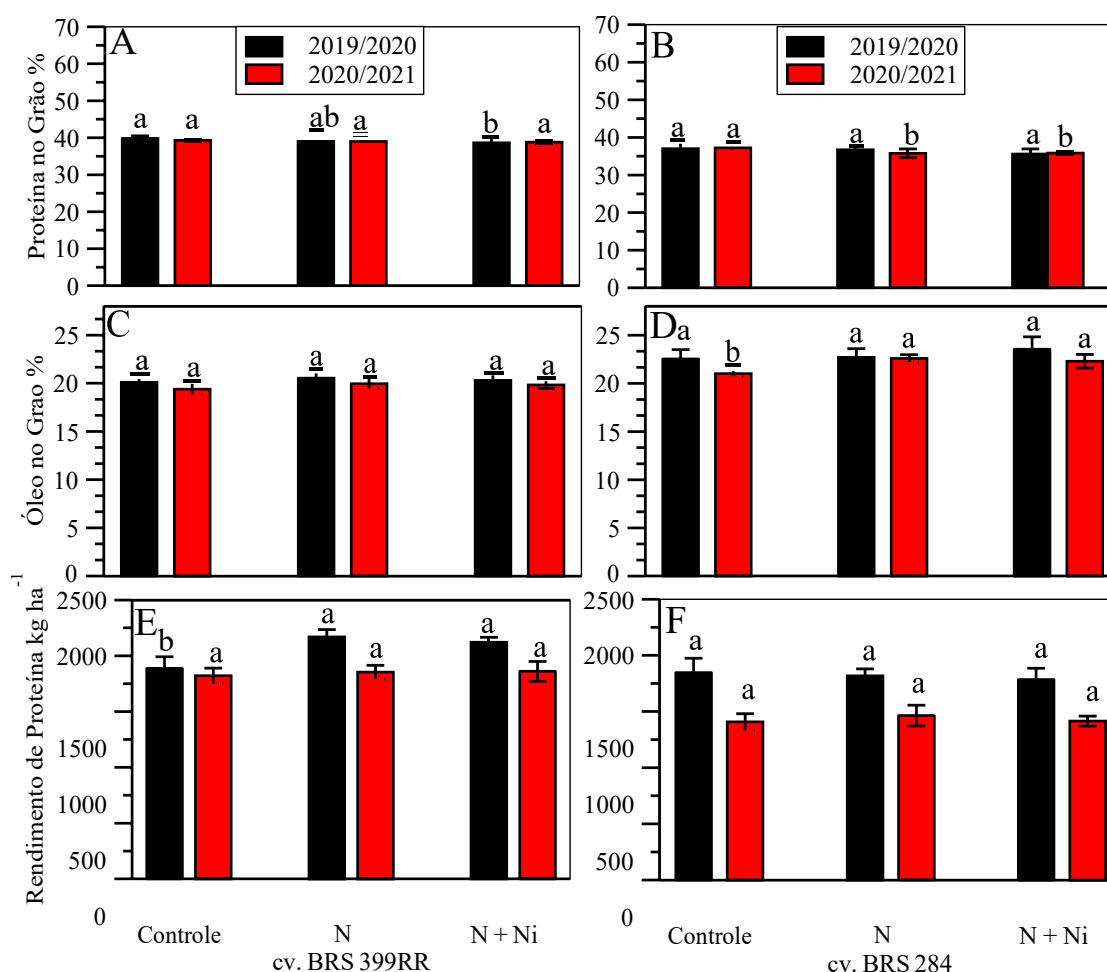 A
2019/2020
2020/2021
Proteína no Grão %
70
60
50
40
30
20
10
0
a a ab a b a
B
2019/2020
2020/2021
70
60
50
40
30
20
10
0
a a a b a b
C
Óleo no Grao %
25
20
15
10
5
0
a a a a a a
D
25
20
15
10
5
0
a b a a a a
E
Rendimento de Proteína kg ha⁻¹
2500
2000
1500
1000
500
0
b a a a a a
F
2500
2000
1500
1000
500
0
a a a a a a
Controle N N + Ni
cv. BRS 399RR
Controle N N + Ni
cv. BRS 284